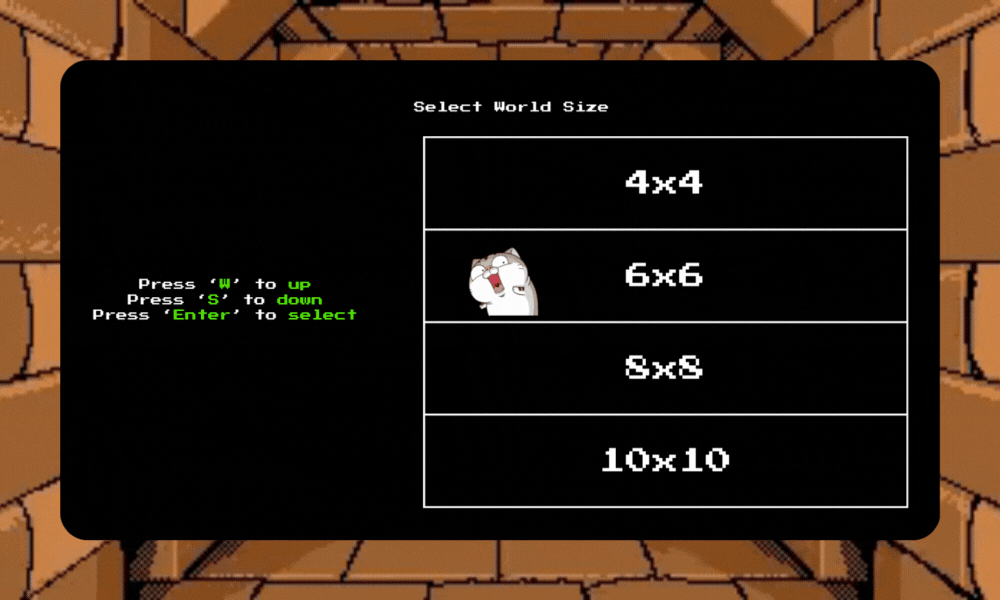 Select World Size
4x4
6x6
8x8
10x10
Press ‘W’ to up
Press ‘S’ to down
Press ‘Enter’ to select